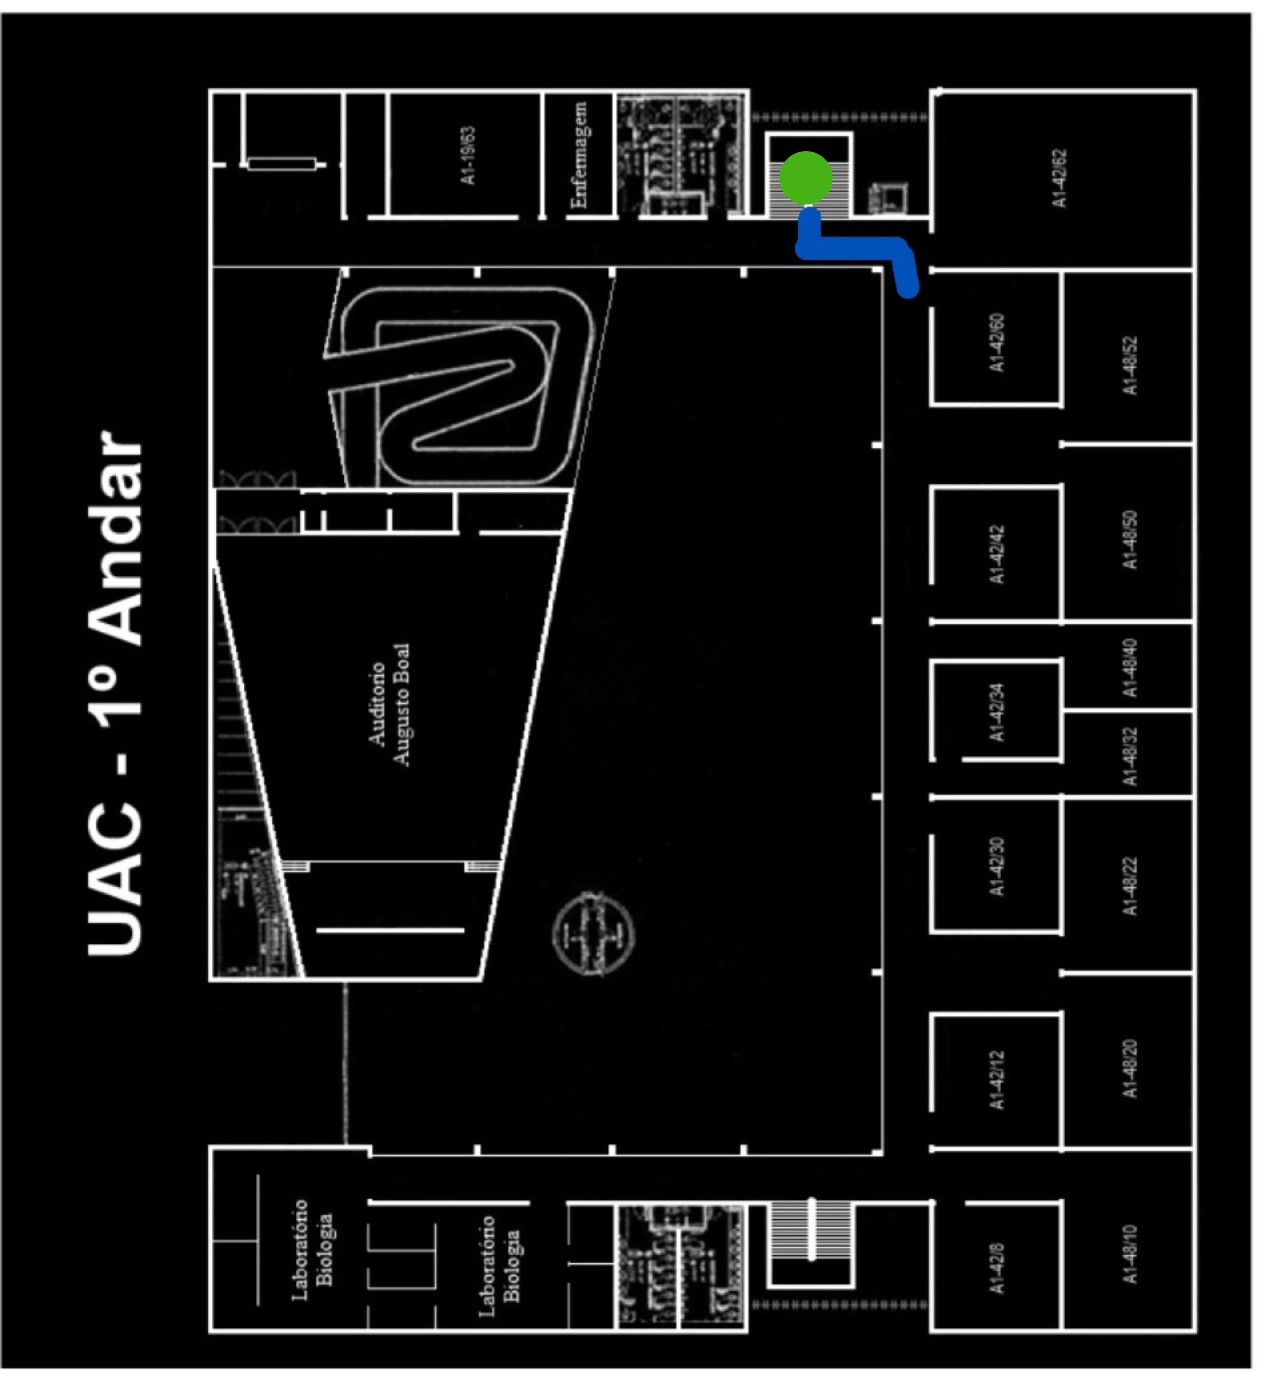 UAC - 1º Andar
Laboratório
Biologia
Laboratório
Biologia
A1-42/8
A1-48/10
A1-42/12
A1-48/20
A1-42/30
A1-48/22
A1-48/32
A1-42/34
A1-48/40
Auditorio
Augusto Boal
A1-42/42
A1-48/50
A1-42/60
A1-48/52
A1-42/62
Enfermagem
A1-19/63